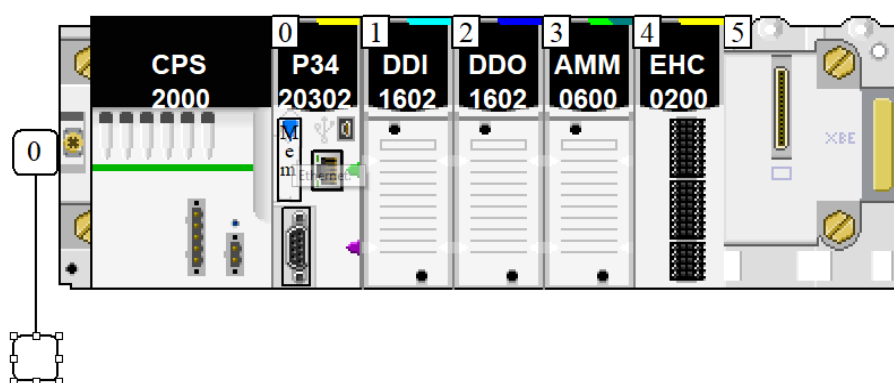 0 1 2 3 4 5
CPS P34 DDI DDO AMM EHC
2000 20302 1602 1602 0600 0200
Mem
Ethernet
XBE
0